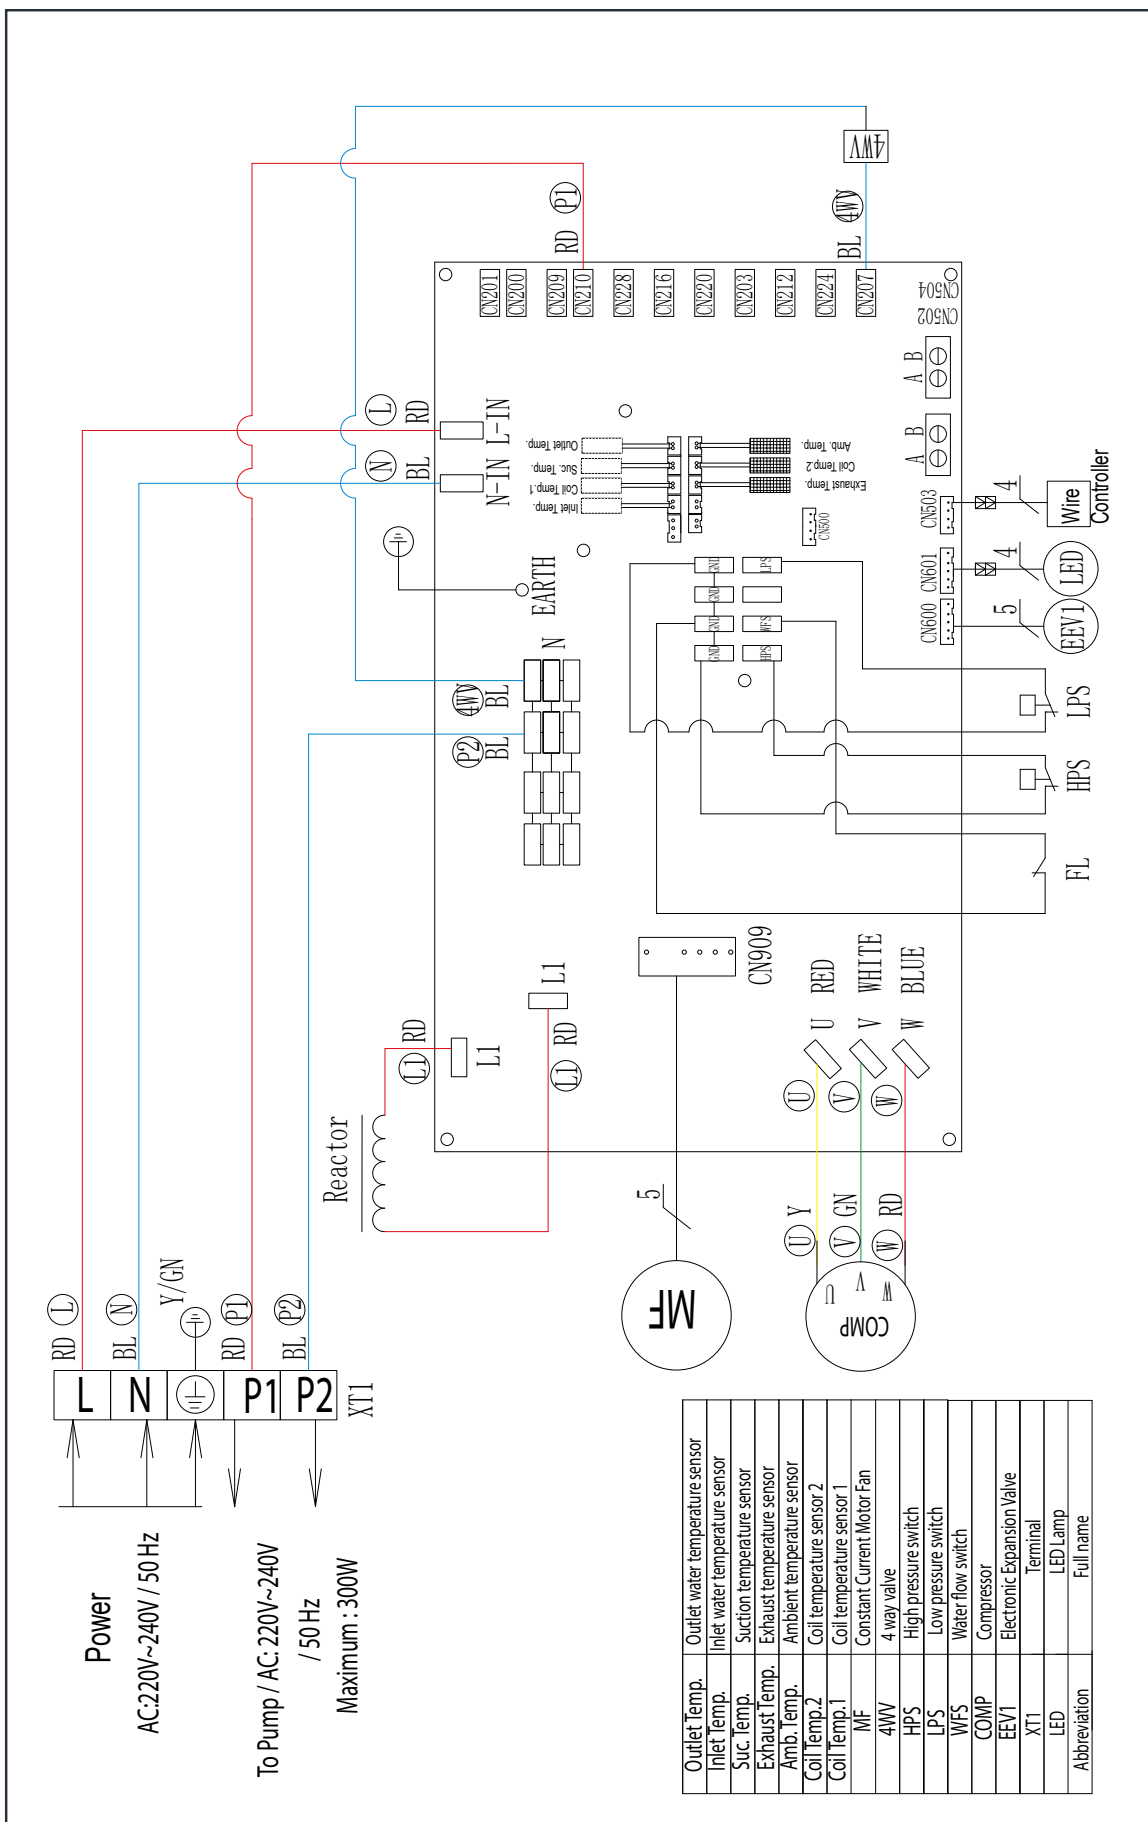 Power
AC:220V~240V / 50 Hz
To Pump / AC: 220V~240V
/ 50 Hz
Maximum : 300W
L
N
P1
P2
XT1
RD L
BL N
Y/GN
RD P1
BL P2
Reactor
L1 RD
L1
L1 RD
L1
L
RD
L-IN
N
BL
N-IN
EARTH
P2
BL
4WV
BL
N
RD P1
BL 4WV
4WV
CN201
CN200
CN209
CN210
CN228
CN216
CN220
CN203
CN212
CN224
CN207
CN504
CN502
A B
A B
Outlet Temp.
Suc. Temp.
Coil Temp.1
Inlet Temp.
Amb. Temp.
Coil Temp.2
Exhaust Temp.
CN500
GND
GND
GND
GND
LPS
WFS
HPS
CN503
CN601
CN600
4
4
5
Wire
Controller
LED
EEV1
LPS
HPS
FL
CN909
5
MF
U RED
V WHITE
W BLUE
U
V
W
U Y
V GN
W RD
U
V
W
COMP
Outlet Temp. Outlet water temperature sensor
Inlet Temp. Inlet water temperature sensor
Suc. Temp. Suction temperature sensor
Exhaust Temp. Exhaust temperature sensor
Amb. Temp. Ambient temperature sensor
Coil Temp.2 Coil temperature sensor 2
Coil Temp.1 Coil temperature sensor 1
MF Constant Current Motor Fan
4WV 4 way valve
HPS High pressure switch
LPS Low pressure switch
WFS Water flow switch
COMP Compressor
EEV1 Electronic Expansion Valve
XT1 Terminal
LED LED Lamp
Abbreviation Full name